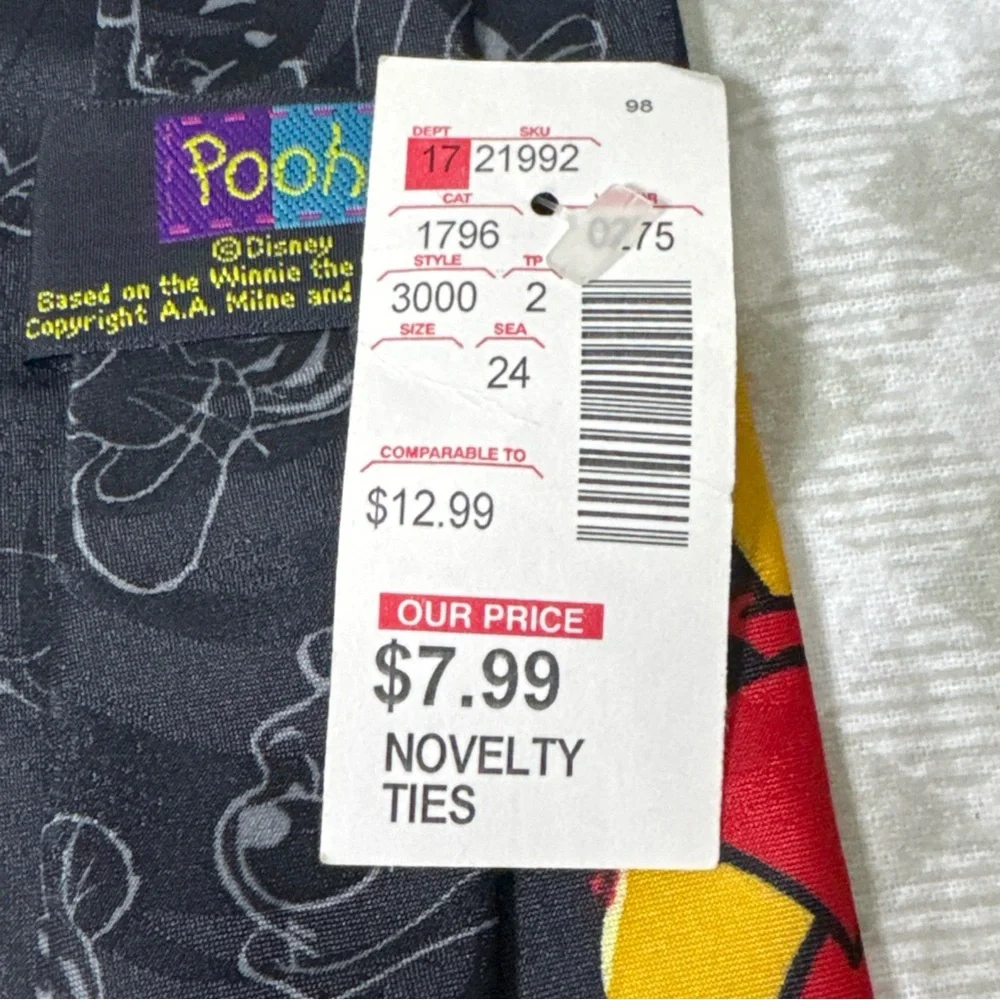 Pooh
©Disney
Based on the Winnie the
Copyright A.A. Milne and
98
DEPT SKU
17 21992
CAT
1796 75
STYLE TP
3000 2
SIZE SEA
24
COMPARABLE TO
$12.99
OUR PRICE
$7.99
NOVELTY
TIES